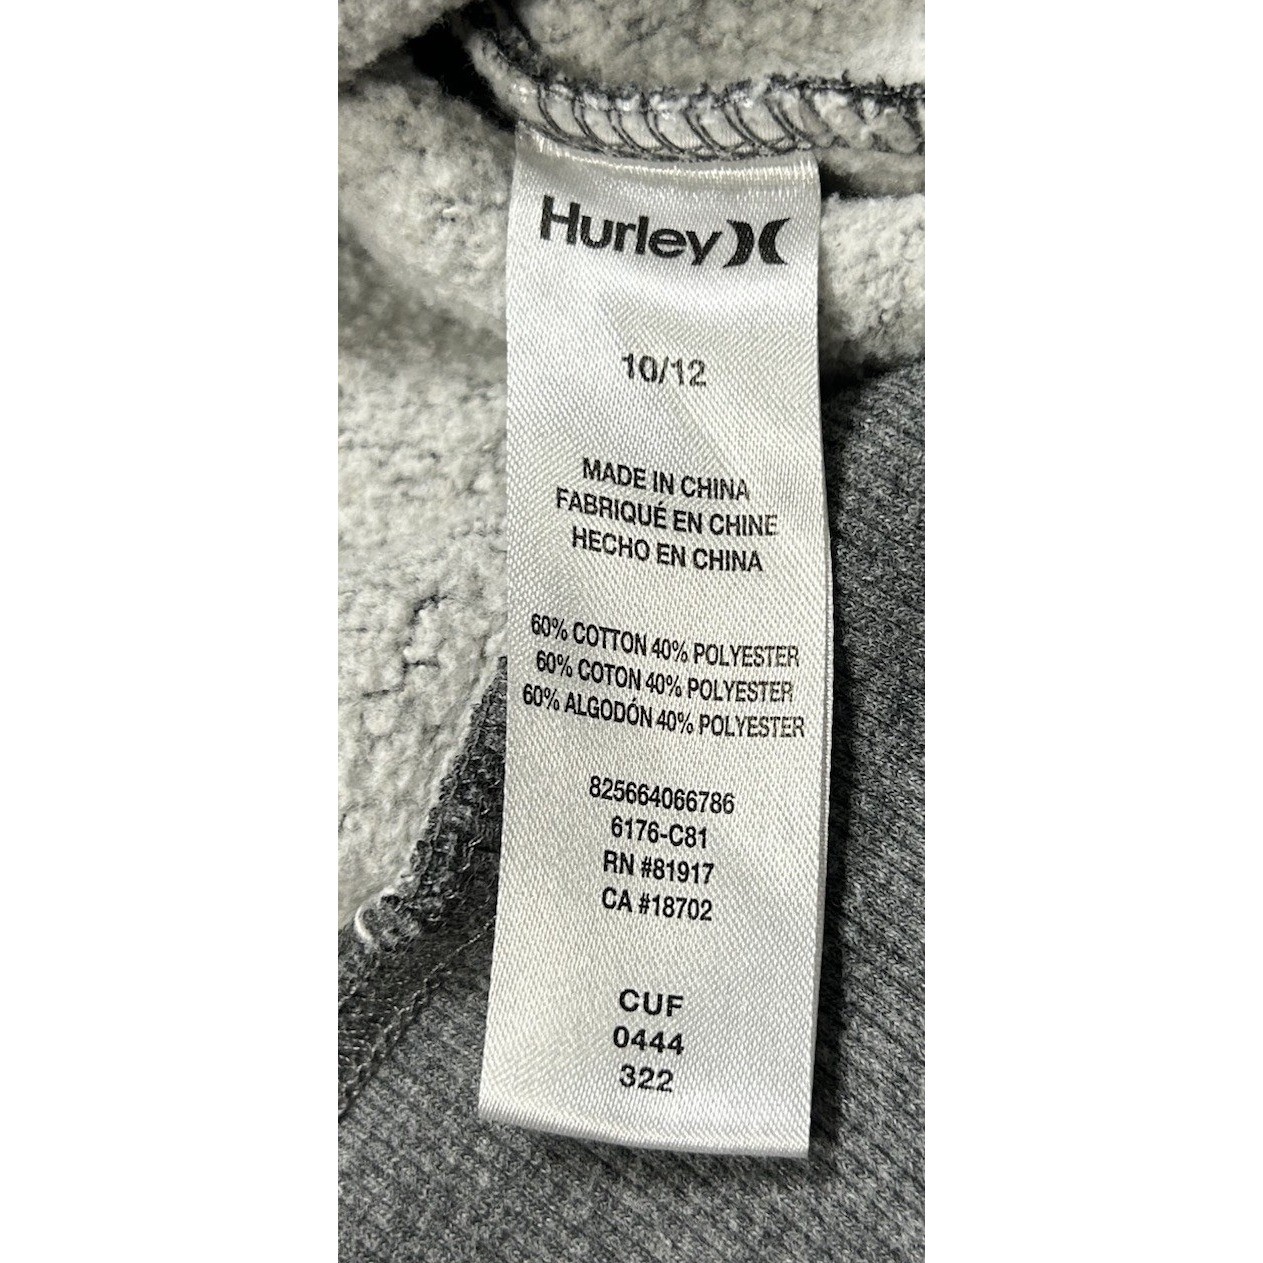 Hurley
10/12
MADE IN CHINA
FABRIQUÉ EN CHINE
HECHO EN CHINA
60% COTTON 40% POLYESTER
60% COTON 40% POLYESTER
60% ALGODÓN 40% POLYESTER
825664066786
6176-C81
RN #81917
CA #18702
CUF
0444
322